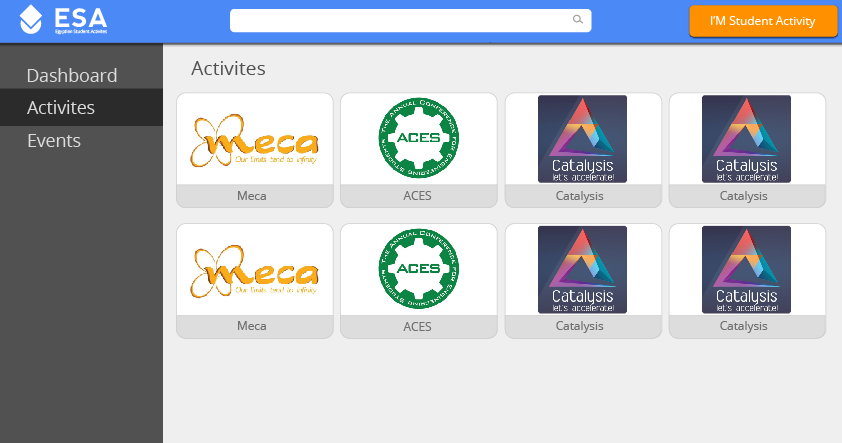 ESA
Egyptian Student Activites
I'M Student Activity
Dashboard
Activites
Events
Activites
Meca
Our limits tend to infinity
THE ANNUAL CONFERENCE FOR ENGINEERING STUDENTS
ACES
Catalysis
let's accelerate!
Catalysis
let's accelerate!
Meca
ACES
Catalysis
Catalysis
Meca
Our limits tend to infinity
THE ANNUAL CONFERENCE FOR ENGINEERING STUDENTS
ACES
Catalysis
let's accelerate!
Catalysis
let's accelerate!
Meca
ACES
Catalysis
Catalysis